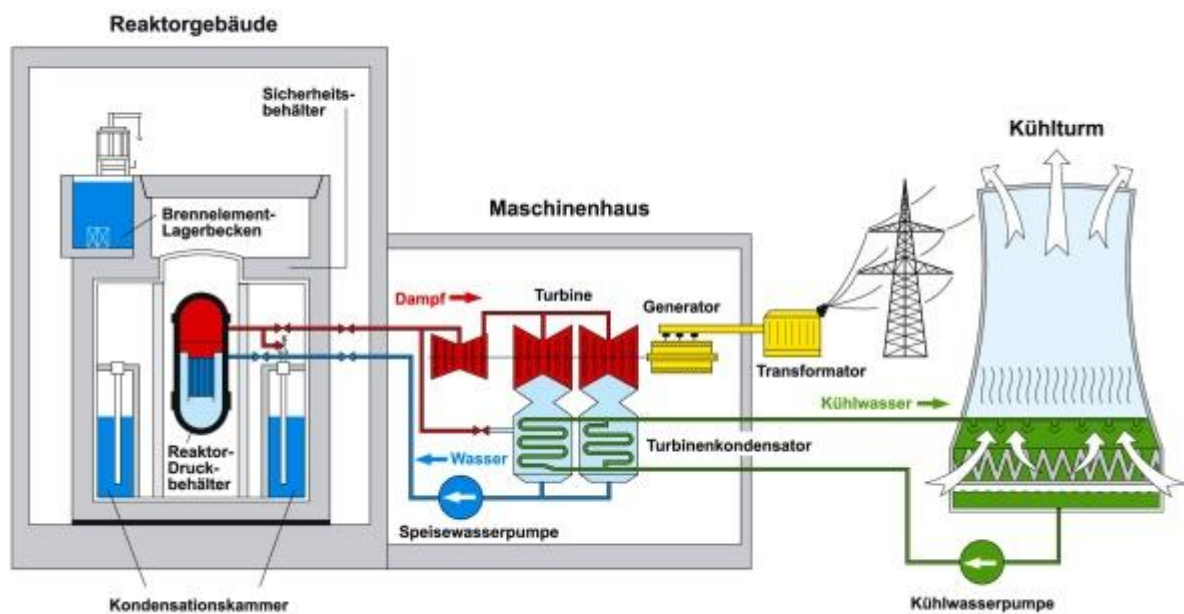 Reaktorgebäude
Sicherheits-
behälter
Kühlturm
Brennelement-
Lagerbecken
Maschinenhaus
Dampf
Turbine
Generator
Transformator
Kühlwasser
Turbinenkondensator
Wasser
Reaktor-
Druck-
behälter
Speisewasserpumpe
Kondensationskammer
Kühlwasserpumpe